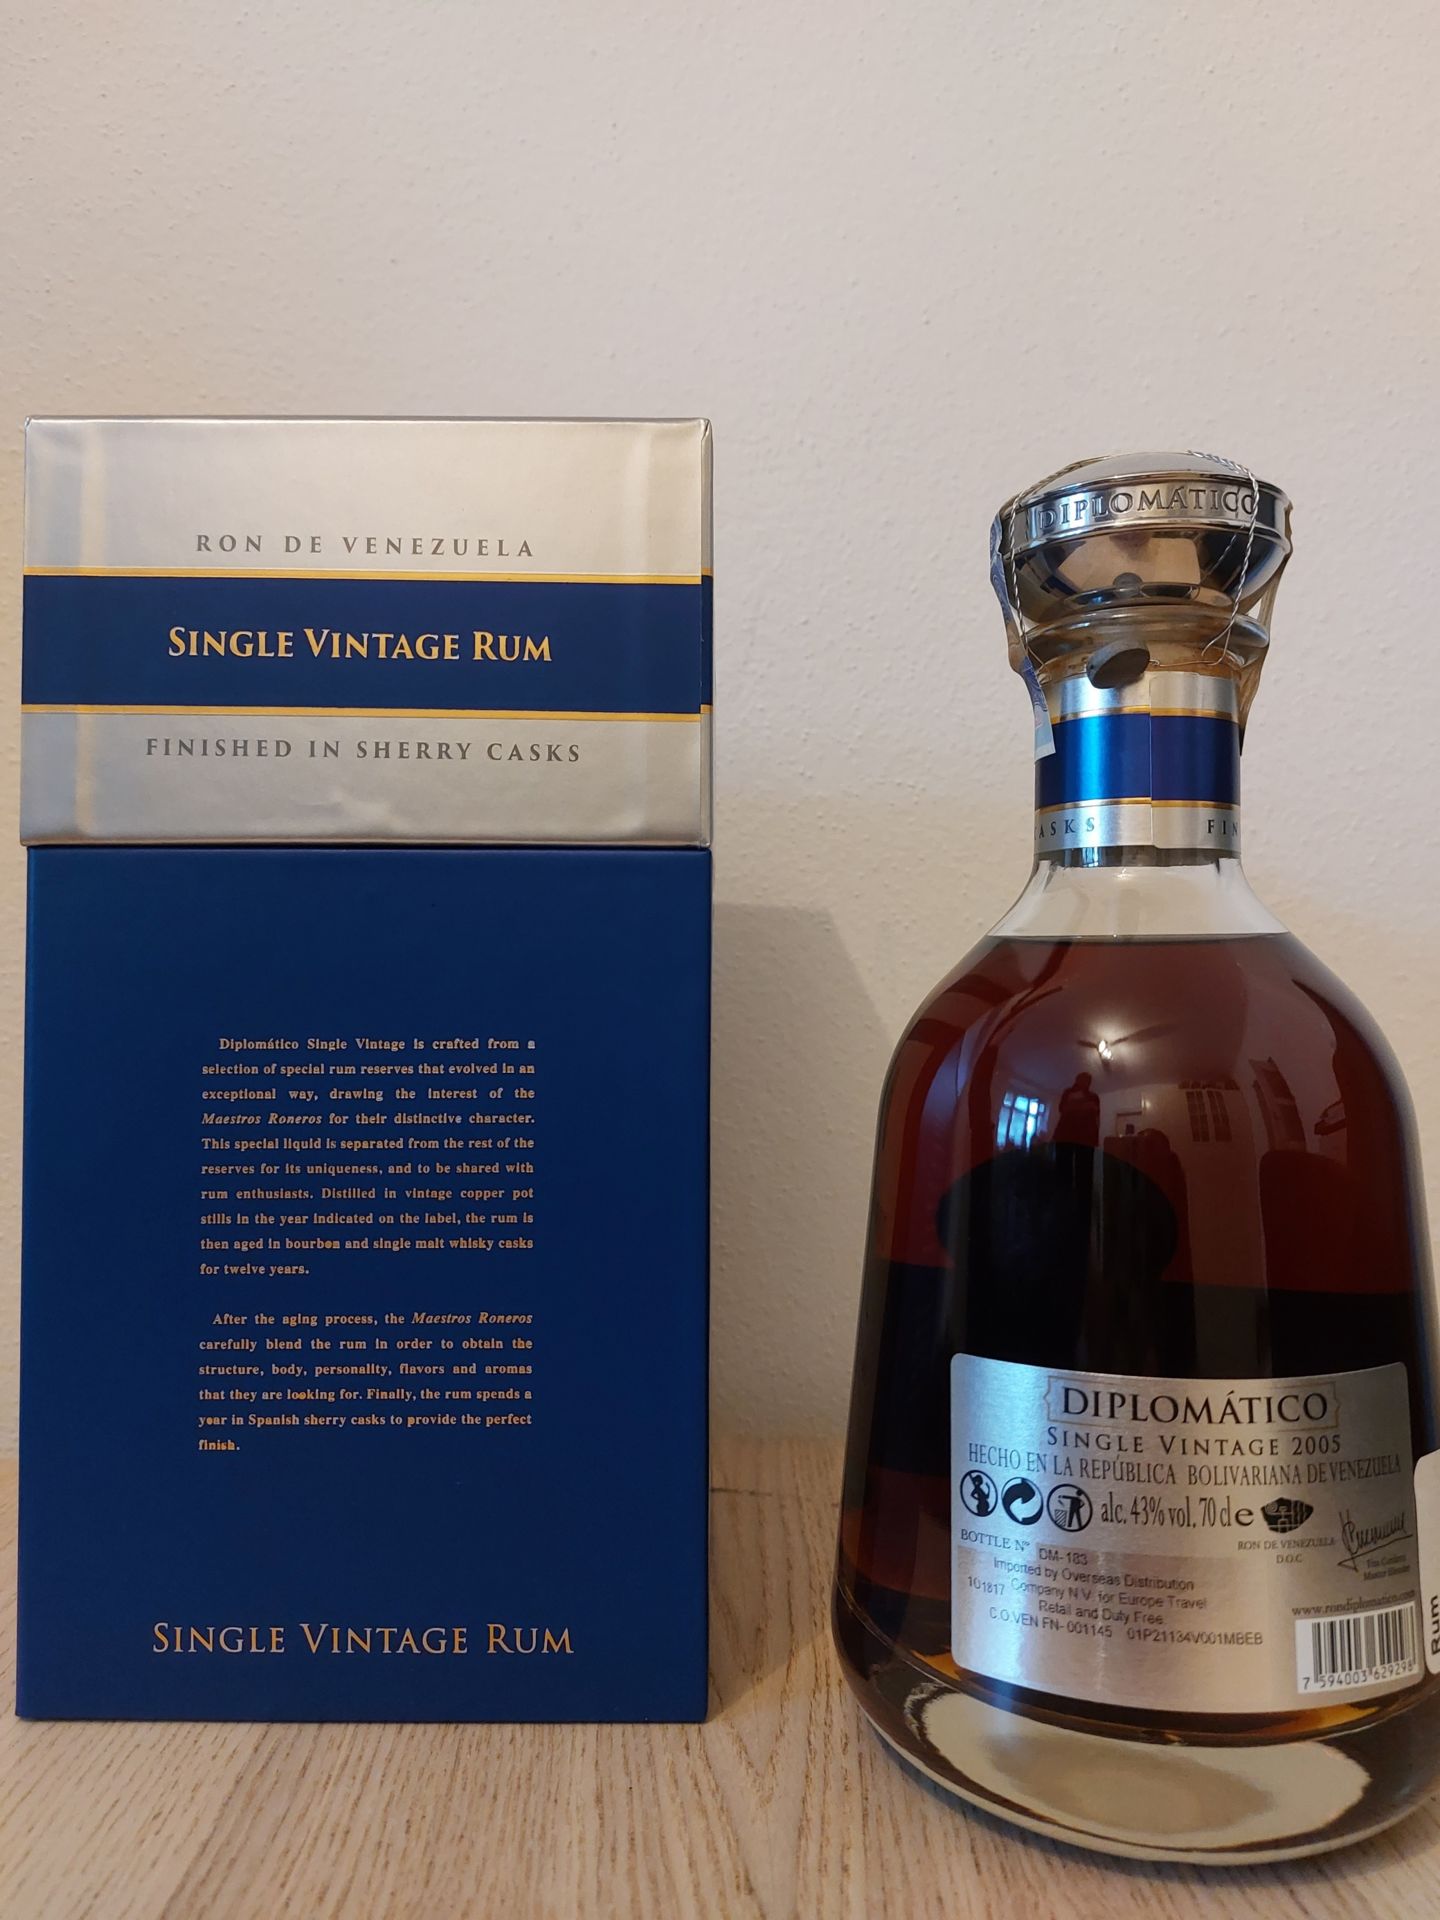 RON DE VENEZUELA
SINGLE VINTAGE RUM
FINISHED IN SHERRY CASKS
Diplomático Single Vintage is crafted from a
selection of special rum reserves that evolved in an
exceptional way, drawing the interest of the
Maestros Roneros for their distinctive character.
This special liquid is separated from the rest of the
reserves for its uniqueness, and to be shared with
rum enthusiasts. Distilled in vintage copper pot
stills in the year indicated on the label, the rum is
then aged in bourbon and single malt whisky casks
for twelve years.
After the aging process, the Maestros Roneros
carefully blend the rum in order to obtain the
structure, body, personality, flavors and aromas
that they are looking for. Finally, the rum spends a
year in Spanish sherry casks to provide the perfect
finish.
SINGLE VINTAGE RUM
DIPLOMÁTICO
ASKS FIN
DIPLOMÁTICO
SINGLE VINTAGE 2005
HECHO EN LA REPÚBLICA BOLIVARIANA DE VENEZUELA
alc. 43% vol. 70 cl e
RON DE VENEZUELA
D.O.C
Master Blender
BOTTLE Nº DM-183
Imported by Overseas Distribution
101817 Company N.V. for Europe Travel
Retail and Duty Free
C.O.VEN FN-001145 01P21134V001MBEB
www.rondiplomatico.com
7 594003 629298
Rum